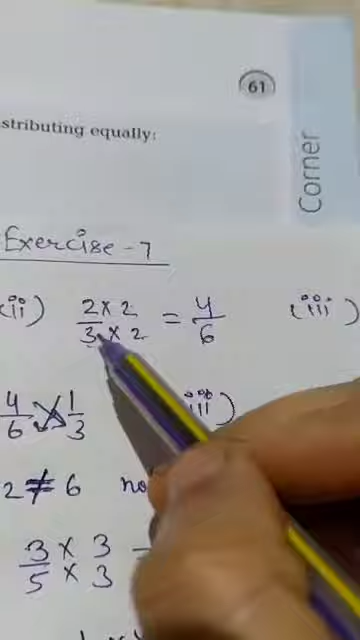 61
stributing equally:
Corner
Exercise - 7
(ii) 2 × 2 / 3 × 2 = 4 / 6 (iii)
4/6 1/3 iii)
2 ≠ 6
3 × 3 / 5 × 3